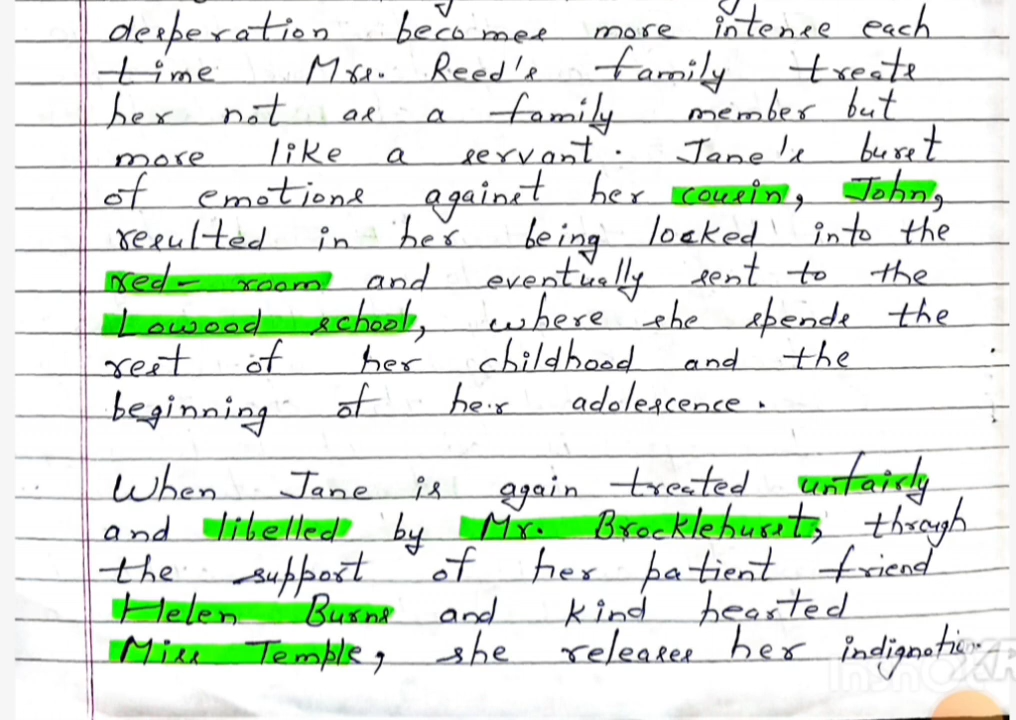 desperation becomes more intense each
time Mrs. Reed's family treats
her not as a family member but
more like a servant. Jane's burst
of emotions against her cousin, John,
resulted in her being locked into the
red-room and eventually sent to the
Lowood school, where she spends the
rest of her childhood and the
beginning of her adolescence.
When Jane is again treated unfairly
and libelled by Mr. Brocklehurst, through
the support of her patient friend
Helen Burns and kind hearted
Miss Temple, she releases her indignatio